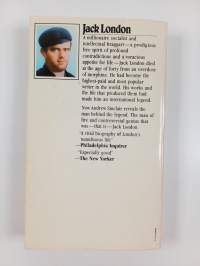 Jack London
A millionaire socialist and
intellectual braggart—a prodigious
free spirit of profound
contradictions and a voracious
appetite for life—Jack London died
at the age of forty from an overdose
of morphine. He had become the
highest-paid and most popular
writer in the world. His works and
the life that produced them had
made him an international legend.
Now Andrew Sinclair reveals the
man behind the legend. The man of
fire and controversial genius that
was—that is—Jack London.
"a vivid biography of London's
tumultuous life"
—Philadelphia Inquirer
"Especially good"
—The New Yorker